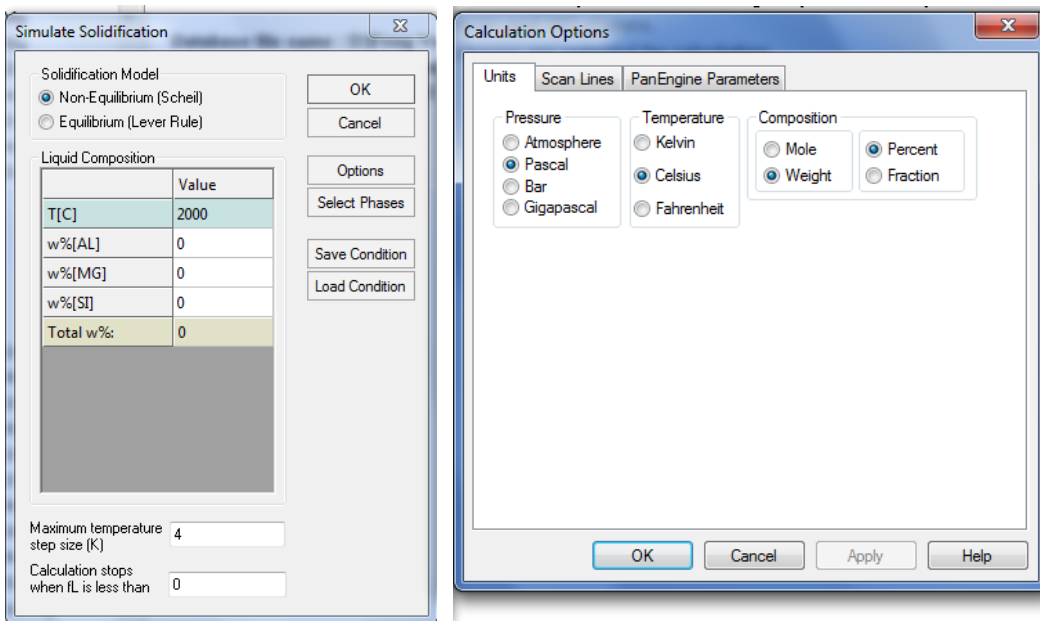 Simulate Solidification
Solidification Model
Non-Equilibrium (Scheil)
Equilibrium (Lever Rule)
OK
Cancel
Liquid Composition
Value
T[C] 2000
w%[AL] 0
w%[MG] 0
w%[SI] 0
Total w%: 0
Options
Select Phases
Save Condition
Load Condition
Maximum temperature
step size (K) 4
Calculation stops
when fL is less than 0
Calculation Options
Units Scan Lines PanEngine Parameters
Pressure
Atmosphere
Pascal
Bar
Gigapascal
Temperature
Kelvin
Celsius
Fahrenheit
Composition
Mole
Weight
Percent
Fraction
OK Cancel Apply Help